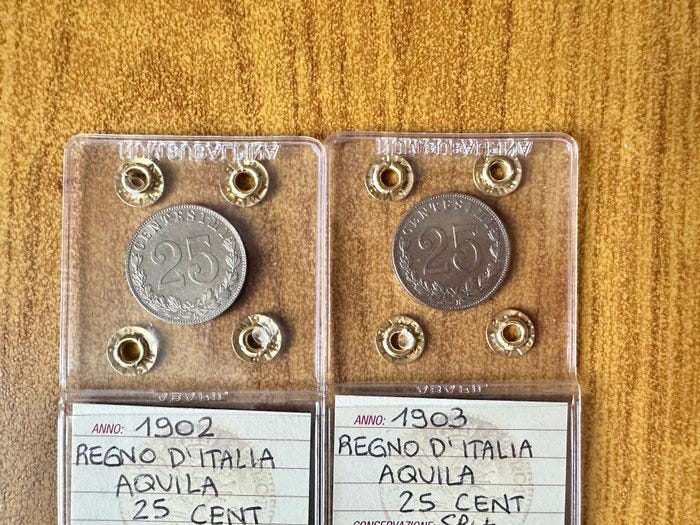 CENTESIMI
25
ANNO: 1902
REGNO D'ITALIA
AQUILA
25 CENT
CENTESIMI
25
ANNO: 1903
REGNO D'ITALIA
AQUILA
25 CENT
CONSERVAZIONE: